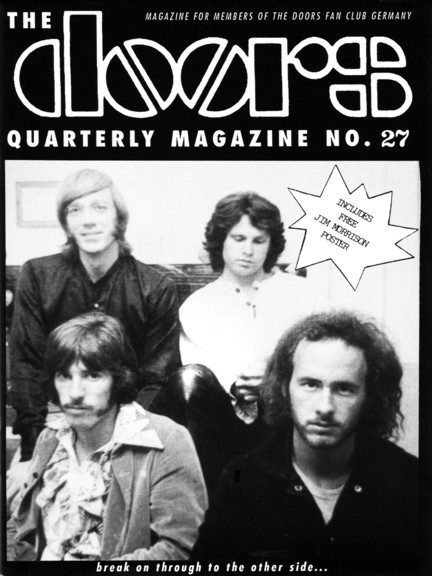 MAGAZINE FOR MEMBERS OF THE DOORS FAN CLUB GERMANY
THE
doors
QUARTERLY MAGAZINE NO. 27
INCLUDES
FREE
JIM MORRISON
POSTER
break on through to the other side...